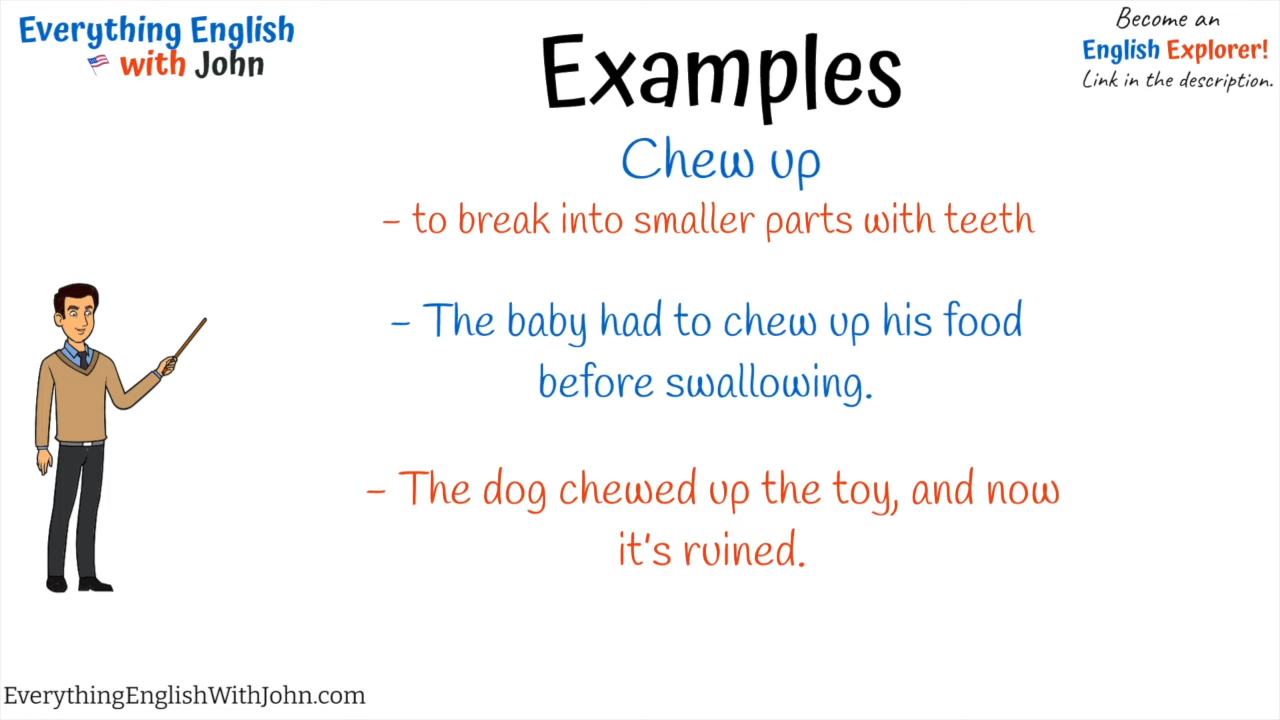 Everything English
with John
Become an
English Explorer!
Link in the description.
Examples
Chew up
- to break into smaller parts with teeth
- The baby had to chew up his food
before swallowing.
- The dog chewed up the toy, and now
it's ruined.
EverythingEnglishWithJohn.com